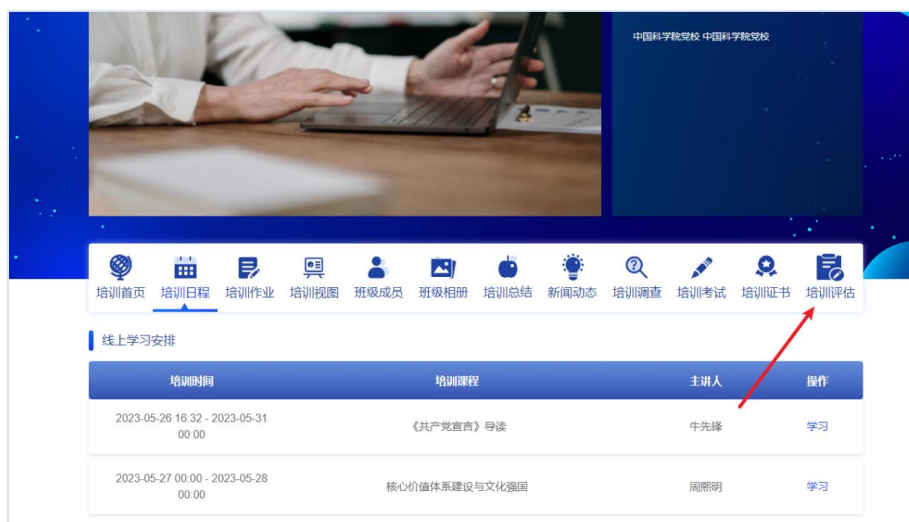 中国科学院党校 中国科学院党校
培训首页 培训日程 培训作业 培训视图 班级成员 班级相册 培训总结 新闻动态 培训调查 培训考试 培训证书 培训评估
线上学习安排
培训时间 培训课程 主讲人 操作
2023-05-26 16:32 - 2023-05-31
00:00
《共产党宣言》导读 牛先锋 学习
2023-05-27 00:00 - 2023-05-28
00:00
核心价值体系建设与文化强国 周熙明 学习